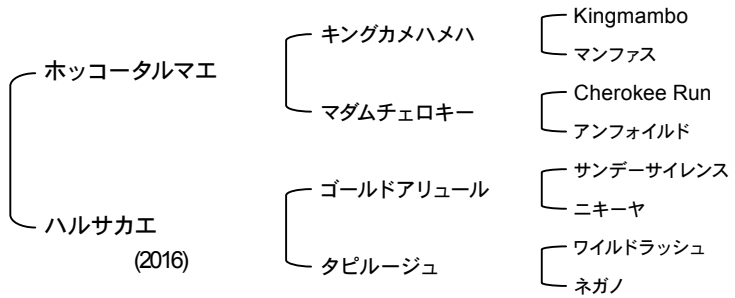 ホッコータルマエ
ハルサカエ
(2016)
キングカメハメハ
マダムチェロキー
ゴールドアリュール
タピルージュ
Kingmambo
マンファス
Cherokee Run
アンフォイルド
サンデーサイレンス
ニキーヤ
ワイルドラッシュ
ネガノ